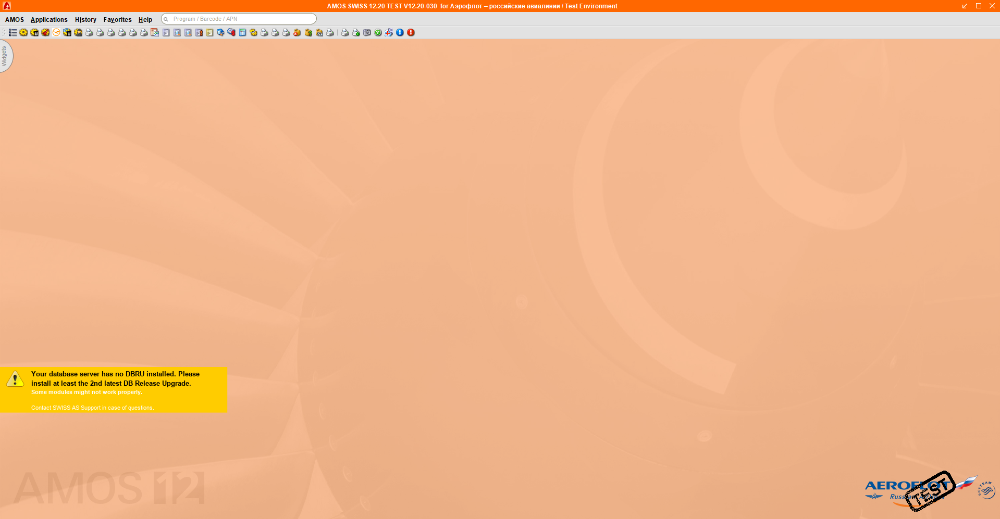 AMOS SWISS 12.20 TEST V12.20-030 for Аэрофлот – российские авиалинии / Test Environment
AMOS Applications History Favorites Help Program / Barcode / APN
Widgets
Your database server has no DBRU installed. Please
install at least the 2nd latest DB Release Upgrade.
Some modules might not work properly.
Contact SWISS AS Support in case of questions.
AMOS 12
AEROFLOT
TEST
SKYTEAM